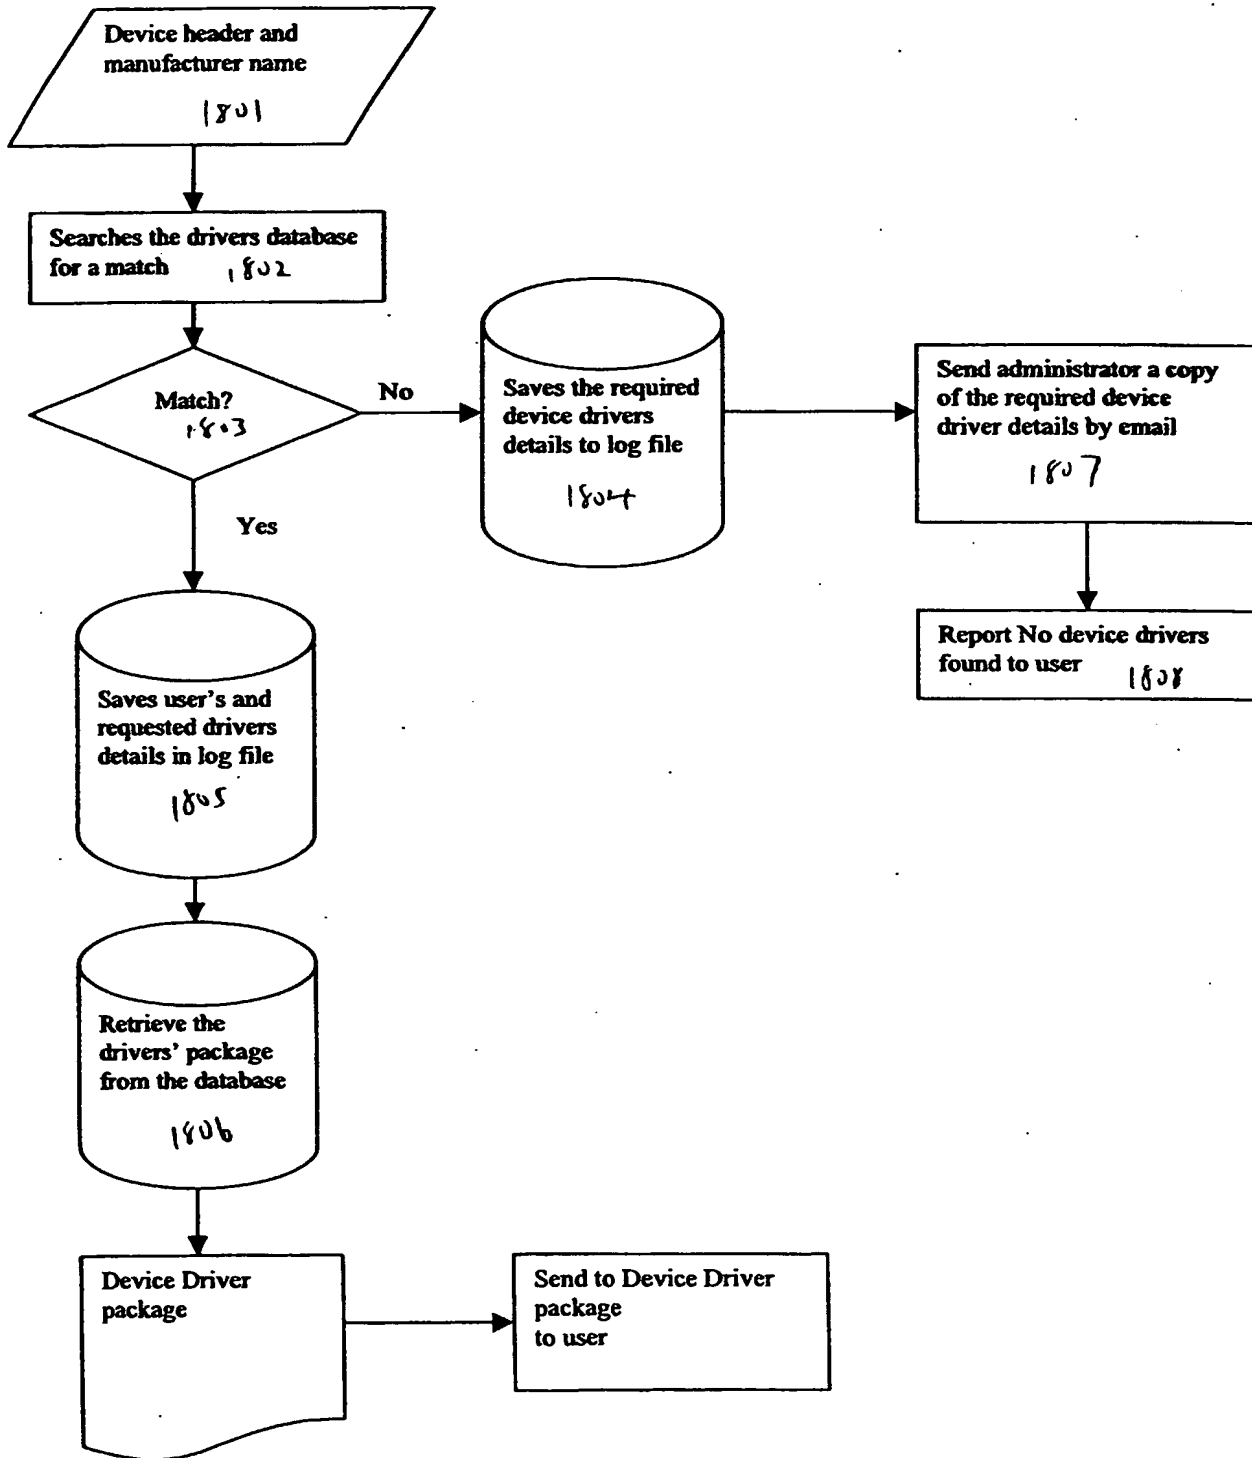 Device header and
manufacturer name
1801
Searches the drivers database
for a match 1802
Match?
1803
No
Yes
Saves the required
device drivers
details to log file
1804
Send administrator a copy
of the required device
driver details by email
1807
Report No device drivers
found to user 1808
Saves user's and
requested drivers
details in log file
1805
Retrieve the
drivers' package
from the database
1806
Device Driver
package
Send to Device Driver
package
to user